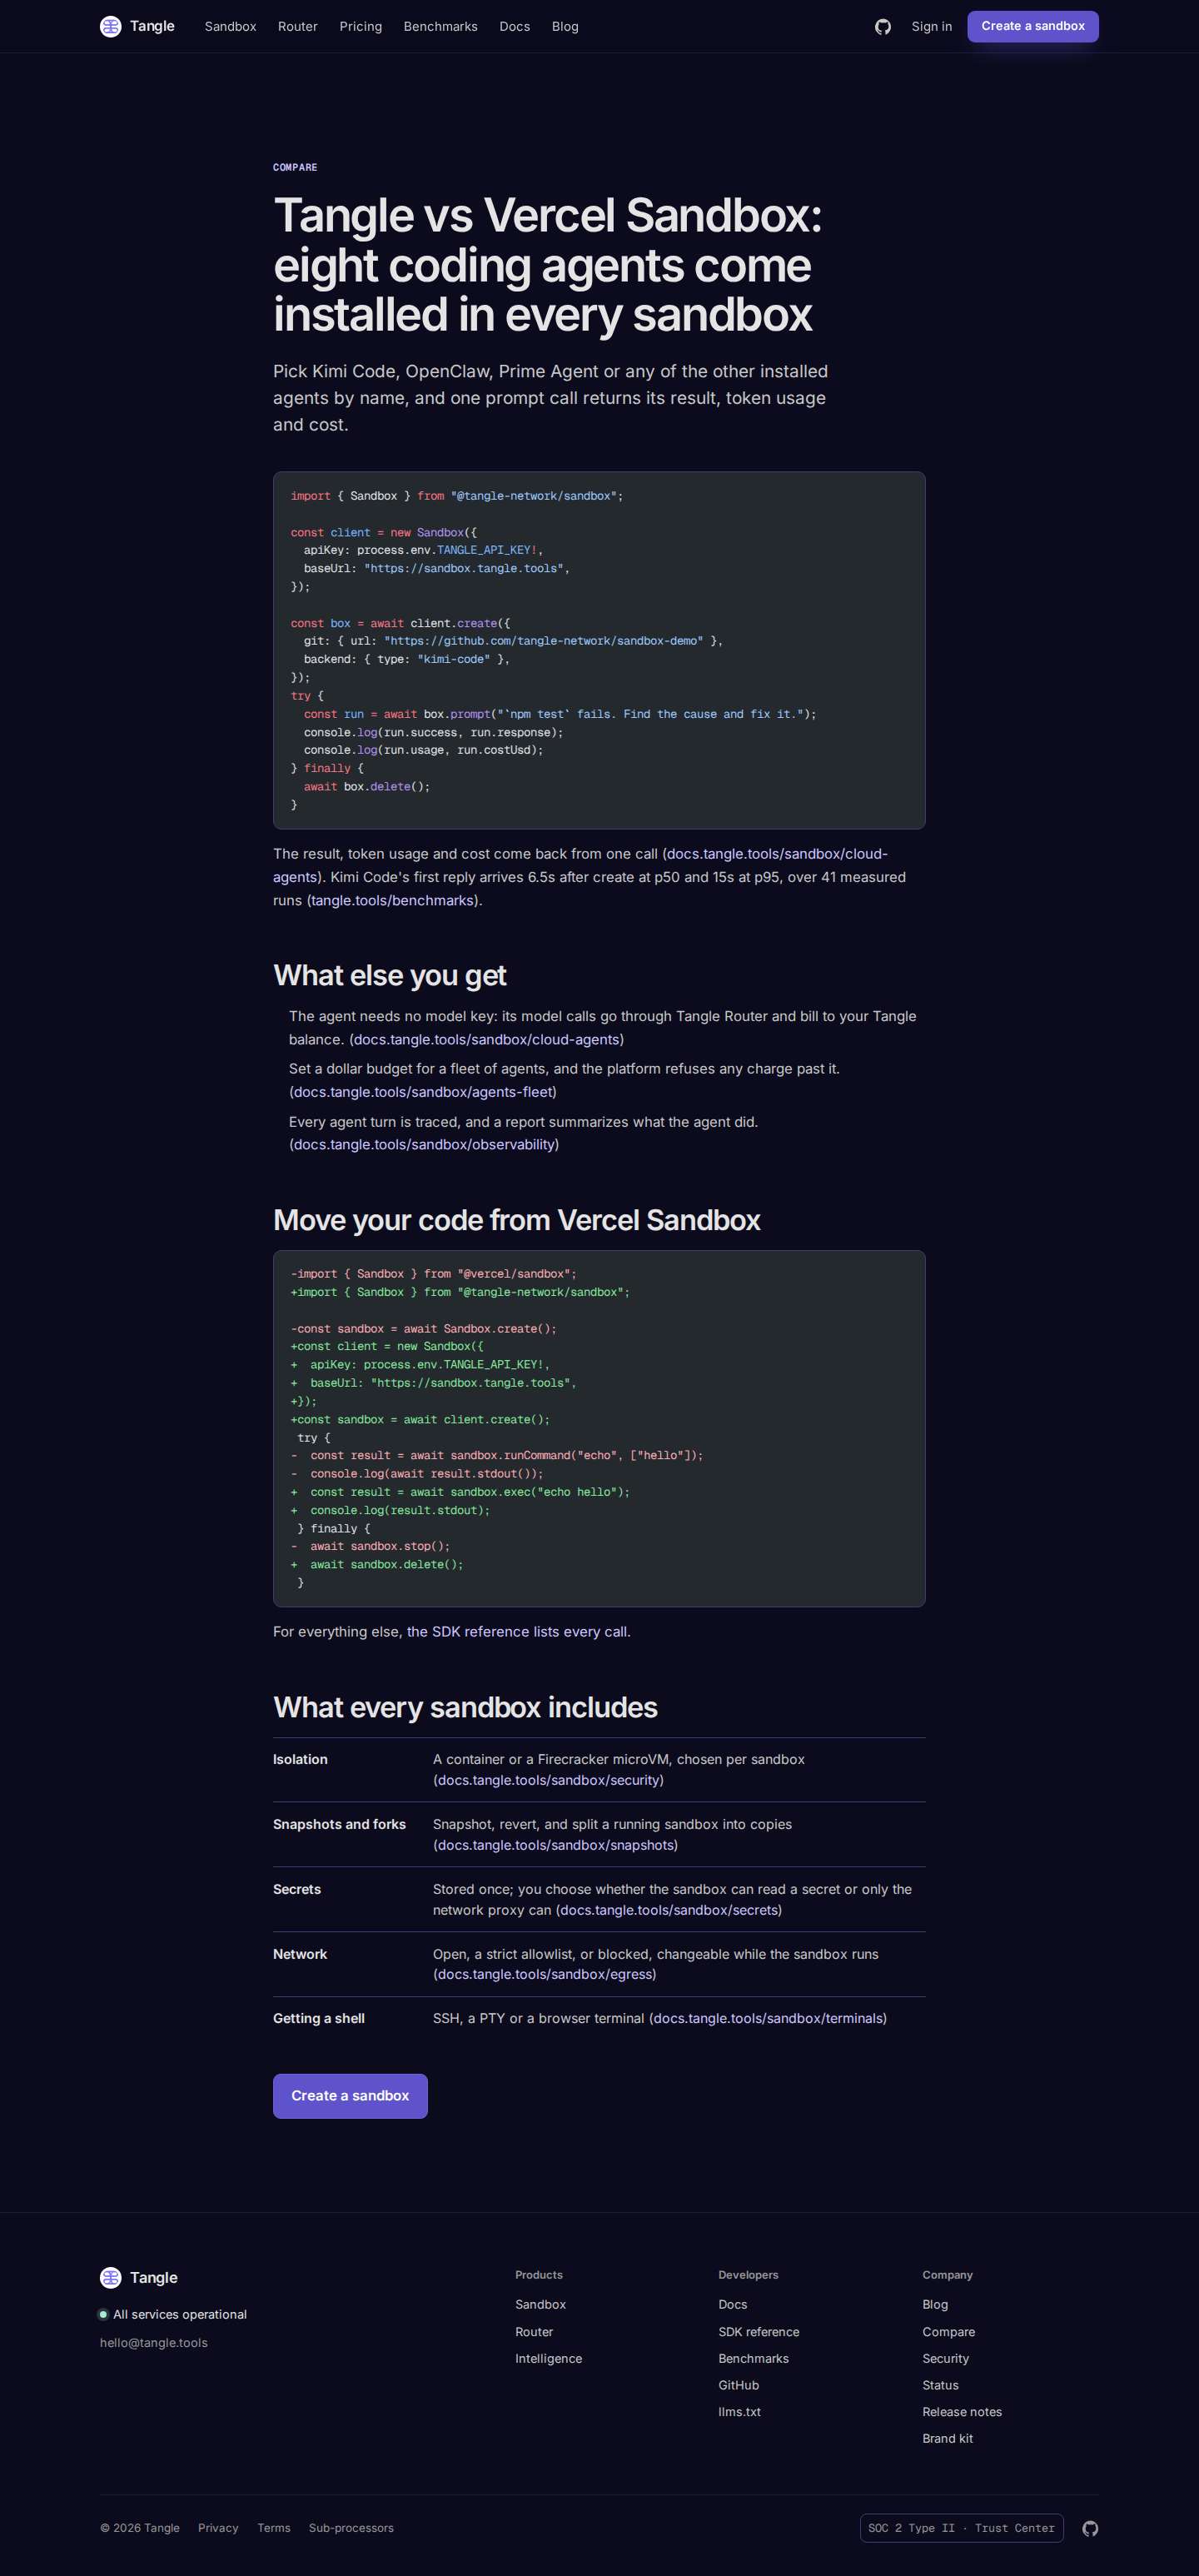 Tangle
Sandbox
Router
Pricing
Benchmarks
Docs
Blog
Sign in
Create a sandbox
COMPARE
Tangle vs Vercel Sandbox:
eight coding agents come
installed in every sandbox
Pick Kimi Code, OpenClaw, Prime Agent or any of the other installed
agents by name, and one prompt call returns its result, token usage
and cost.
import { Sandbox } from "@tangle-network/sandbox";
const client = new Sandbox({
  apiKey: process.env.TANGLE_API_KEY!,
  baseUrl: "https://sandbox.tangle.tools",
});
const box = await client.create({
  git: { url: "https://github.com/tangle-network/sandbox-demo" },
  backend: { type: "kimi-code" },
});
try {
  const run = await box.prompt("`npm test` fails. Find the cause and fix it.");
  console.log(run.success, run.response);
  console.log(run.usage, run.costUsd);
} finally {
  await box.delete();
}
The result, token usage and cost come back from one call (docs.tangle.tools/sandbox/cloud-
agents). Kimi Code's first reply arrives 6.5s after create at p50 and 15s at p95, over 41 measured
runs (tangle.tools/benchmarks).
What else you get
The agent needs no model key: its model calls go through Tangle Router and bill to your Tangle
balance. (docs.tangle.tools/sandbox/cloud-agents)
Set a dollar budget for a fleet of agents, and the platform refuses any charge past it.
(docs.tangle.tools/sandbox/agents-fleet)
Every agent turn is traced, and a report summarizes what the agent did.
(docs.tangle.tools/sandbox/observability)
Move your code from Vercel Sandbox
-import { Sandbox } from "@vercel/sandbox";
+import { Sandbox } from "@tangle-network/sandbox";
-const sandbox = await Sandbox.create();
+const client = new Sandbox({
+  apiKey: process.env.TANGLE_API_KEY!,
+  baseUrl: "https://sandbox.tangle.tools",
+});
+const sandbox = await client.create();
 try {
-  const result = await sandbox.runCommand("echo", ["hello"]);
-  console.log(await result.stdout());
+  const result = await sandbox.exec("echo hello");
+  console.log(result.stdout);
 } finally {
-  await sandbox.stop();
+  await sandbox.delete();
 }
For everything else, the SDK reference lists every call.
What every sandbox includes
Isolation
A container or a Firecracker microVM, chosen per sandbox
(docs.tangle.tools/sandbox/security)
Snapshots and forks
Snapshot, revert, and split a running sandbox into copies
(docs.tangle.tools/sandbox/snapshots)
Secrets
Stored once; you choose whether the sandbox can read a secret or only the
network proxy can (docs.tangle.tools/sandbox/secrets)
Network
Open, a strict allowlist, or blocked, changeable while the sandbox runs
(docs.tangle.tools/sandbox/egress)
Getting a shell
SSH, a PTY or a browser terminal (docs.tangle.tools/sandbox/terminals)
Create a sandbox
Tangle
All services operational
hello@tangle.tools
Products
Sandbox
Router
Intelligence
Developers
Docs
SDK reference
Benchmarks
GitHub
llms.txt
Company
Blog
Compare
Security
Status
Release notes
Brand kit
© 2026 Tangle
Privacy
Terms
Sub-processors
SOC 2 Type II · Trust Center